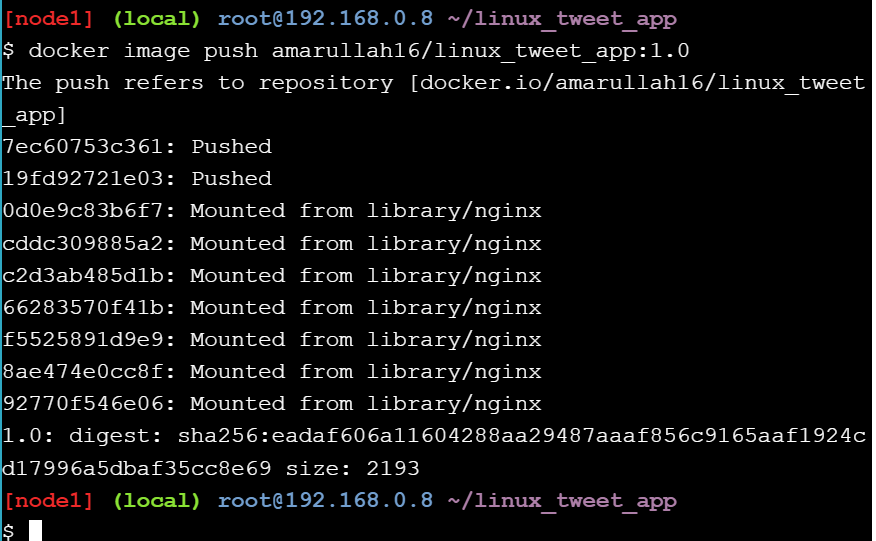 [node1] (local) root@192.168.0.8 ~/linux_tweet_app
$ docker image push amarullah16/linux_tweet_app:1.0
The push refers to repository [docker.io/amarullah16/linux_tweet
_app]
7ec60753c361: Pushed
19fd92721e03: Pushed
0d0e9c83b6f7: Mounted from library/nginx
cddc309885a2: Mounted from library/nginx
c2d3ab485d1b: Mounted from library/nginx
66283570f41b: Mounted from library/nginx
f5525891d9e9: Mounted from library/nginx
8ae474e0cc8f: Mounted from library/nginx
92770f546e06: Mounted from library/nginx
1.0: digest: sha256:eadaf606a11604288aa29487aaaf856c9165aaf1924c
d17996a5dbaf35cc8e69 size: 2193
[node1] (local) root@192.168.0.8 ~/linux_tweet_app
$